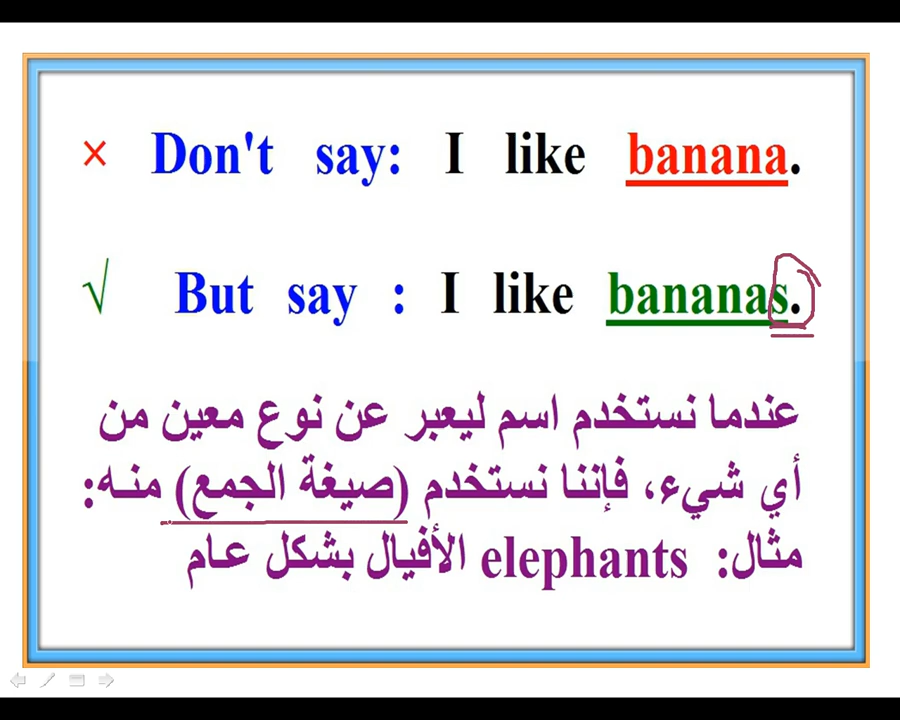 × Don't say: I like banana.
√ But say : I like bananas.
عندما نستخدم اسم ليعبر عن نوع معين من
أي شيء، فإننا نستخدم (صيغة الجمع) منه:
مثال: elephants الأفيال بشكل عام